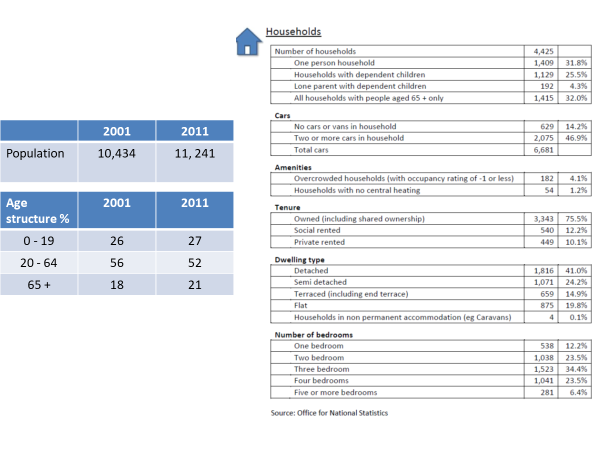 2001 2011
Population 10,434 11, 241
Age structure % 2001 2011
0 - 19 26 27
20 - 64 56 52
65 + 18 21
Households
Number of households 4,425
One person household 1,409 31.8%
Households with dependent children 1,129 25.5%
Lone parent with dependent children 192 4.3%
All households with people aged 65 + only 1,415 32.0%
Cars
No cars or vans in household 629 14.2%
Two or more cars in household 2,075 46.9%
Total cars 6,681
Amenities
Overcrowded households (with occupancy rating of -1 or less) 182 4.1%
Households with no central heating 54 1.2%
Tenure
Owned (including shared ownership) 3,343 75.5%
Social rented 540 12.2%
Private rented 449 10.1%
Dwelling type
Detached 1,816 41.0%
Semi detached 1,071 24.2%
Terraced (including end terrace) 659 14.9%
Flat 875 19.8%
Households in non permanent accommodation (eg Caravans) 4 0.1%
Number of bedrooms
One bedroom 538 12.2%
Two bedroom 1,038 23.5%
Three bedroom 1,523 34.4%
Four bedrooms 1,041 23.5%
Five or more bedrooms 281 6.4%
Source: Office for National Statistics